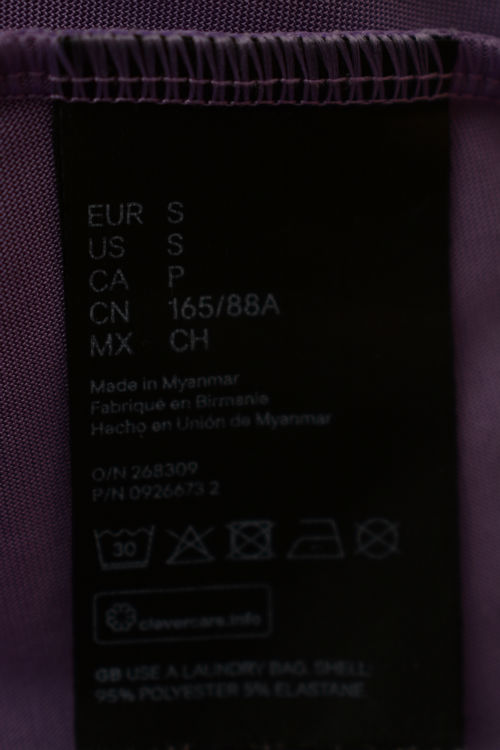 EUR S
US S
CA P
CN 165/88A
MX CH
Made in Myanmar
Fabriqué en Birmanie
Hecho en Unión de Myanmar
O/N 268309
P/N 0926673 2
30
clevercare.info
GB USE A LAUNDRY BAG. SHELL:
95% POLYESTER 5% ELASTANE